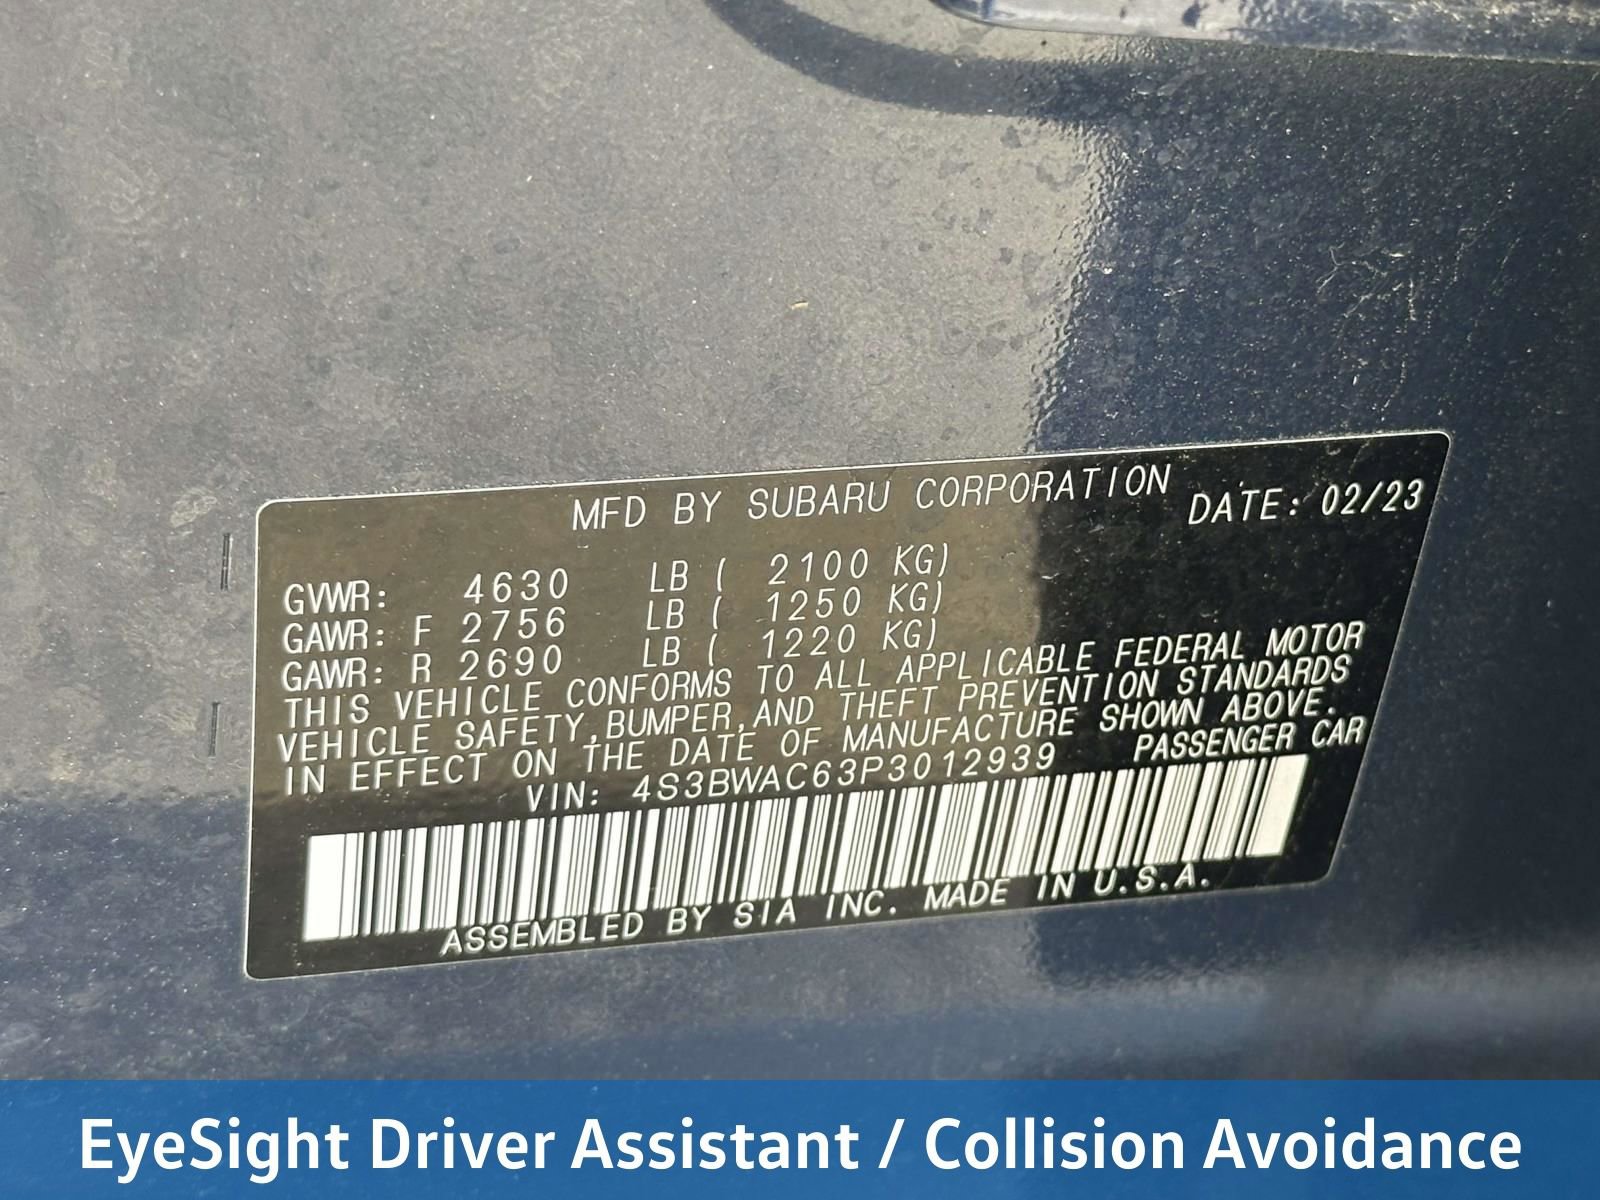 MFD BY SUBARU CORPORATION DATE: 02/23
GVWR: 4630 LB ( 2100 KG)
GAWR: F 2756 LB ( 1250 KG)
GAWR: R 2690 LB ( 1220 KG)
THIS VEHICLE CONFORMS TO ALL APPLICABLE FEDERAL MOTOR
VEHICLE SAFETY,BUMPER,AND THEFT PREVENTION STANDARDS
IN EFFECT ON THE DATE OF MANUFACTURE SHOWN ABOVE.
VIN: 4S3BWAC63P3012939 PASSENGER CAR
ASSEMBLED BY SIA INC. MADE IN U.S.A.
EyeSight Driver Assistant / Collision Avoidance